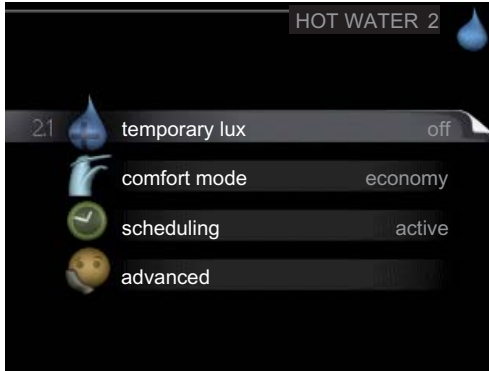 HOT WATER 2
2.1 temporary lux off
comfort mode economy
scheduling active
advanced